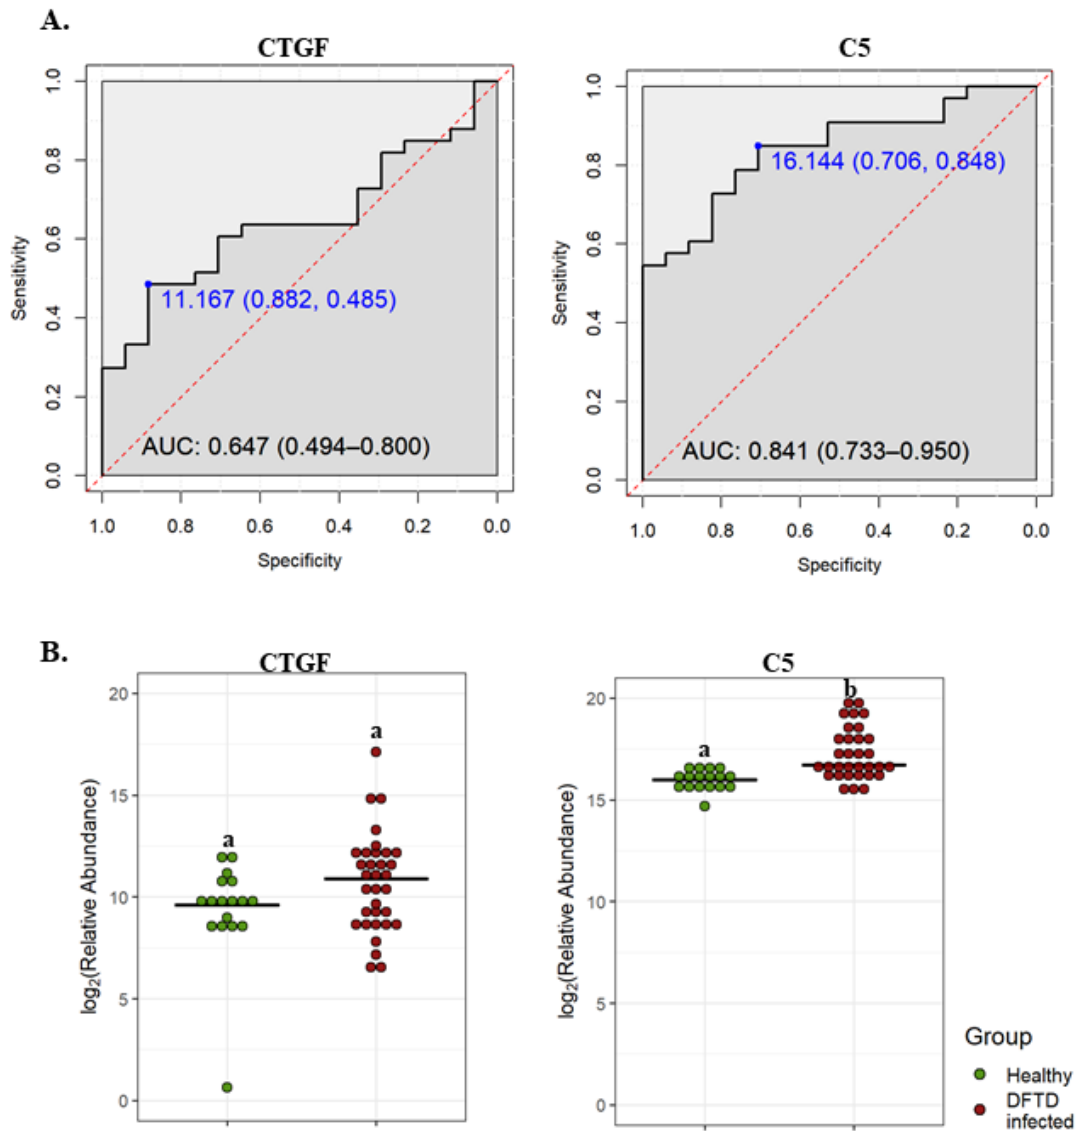 A.
CTGF
Sensitivity
1.0
0.8
0.6
0.4
0.2
0.0
11.167 (0.882, 0.485)
AUC: 0.647 (0.494–0.800)
1.0 0.8 0.6 0.4 0.2 0.0
Specificity
C5
Sensitivity
1.0
0.8
0.6
0.4
0.2
0.0
16.144 (0.706, 0.848)
AUC: 0.841 (0.733–0.950)
1.0 0.8 0.6 0.4 0.2 0.0
Specificity
B.
CTGF
log₂(Relative Abundance)
20
15
10
5
0
a
a
C5
log₂(Relative Abundance)
20
15
10
5
0
a
b
Group
Healthy
DFTD
infected